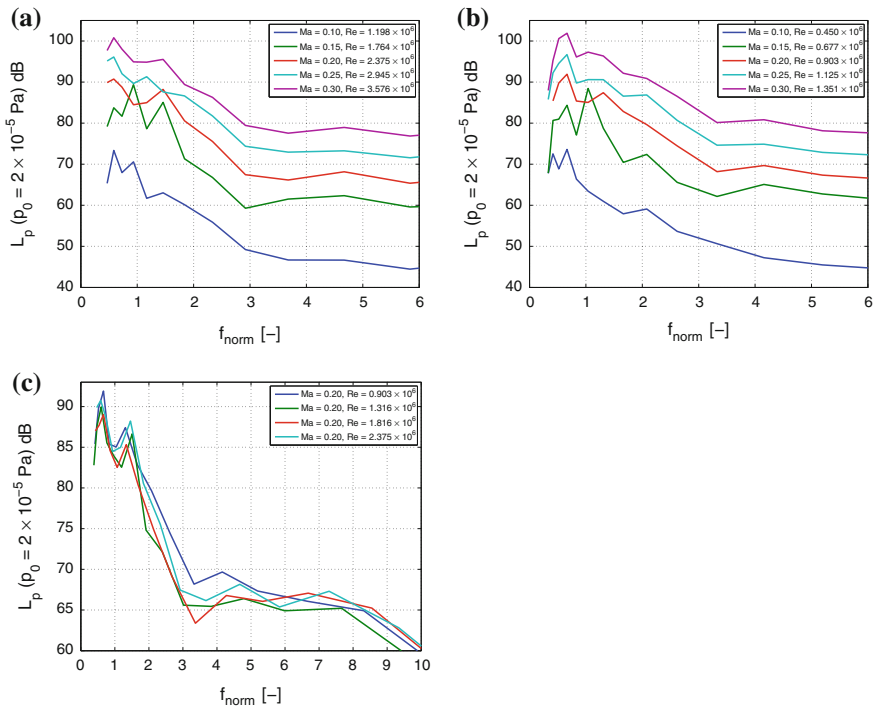 (a)
L_p (p_0 = 2 × 10^−5 Pa) dB
100
90
80
70
60
50
40
0 1 2 3 4 5 6
f_norm [–]
Ma = 0.10, Re = 1.198 × 10^6
Ma = 0.15, Re = 1.764 × 10^6
Ma = 0.20, Re = 2.375 × 10^6
Ma = 0.25, Re = 2.945 × 10^6
Ma = 0.30, Re = 3.576 × 10^6
(b)
L_p (p_0 = 2 × 10^−5 Pa) dB
100
90
80
70
60
50
40
0 1 2 3 4 5 6
f_norm [–]
Ma = 0.10, Re = 0.450 × 10^6
Ma = 0.15, Re = 0.677 × 10^6
Ma = 0.20, Re = 0.903 × 10^6
Ma = 0.25, Re = 1.125 × 10^6
Ma = 0.30, Re = 1.351 × 10^6
(c)
L_p (p_0 = 2 × 10^−5 Pa) dB
90
85
80
75
70
65
60
0 1 2 3 4 5 6 7 8 9 10
f_norm [–]
Ma = 0.20, Re = 0.903 × 10^6
Ma = 0.20, Re = 1.316 × 10^6
Ma = 0.20, Re = 1.816 × 10^6
Ma = 0.20, Re = 2.375 × 10^6